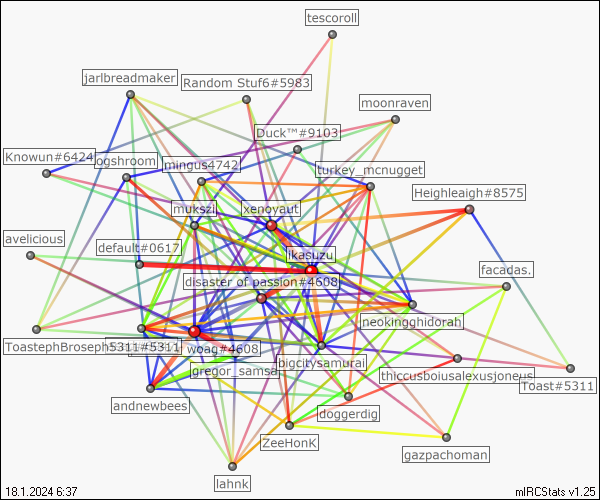 tescoroll
jarlbreadmaker
Random Stuf6#5983
moonraven
Duck™#9103
Knowun#6424
ogshroom
mingus4742
turkey_mcnugget
Heighleaigh#8575
mukszi
xenoyaut
avelicious
default#0617
ikasuzu
facadas.
disaster of passion#4608
neokingghidorah
ToastephBroseph
5311#5311
woag#4608
gregor_samsa
bigcitysamurai
thiccusboiusalexusjoneus
Toast#5311
andnewbees
doggerdig
ZeeHonK
gazpachoman
lahnk
18.1.2024 6:37
mIRCStats v1.25